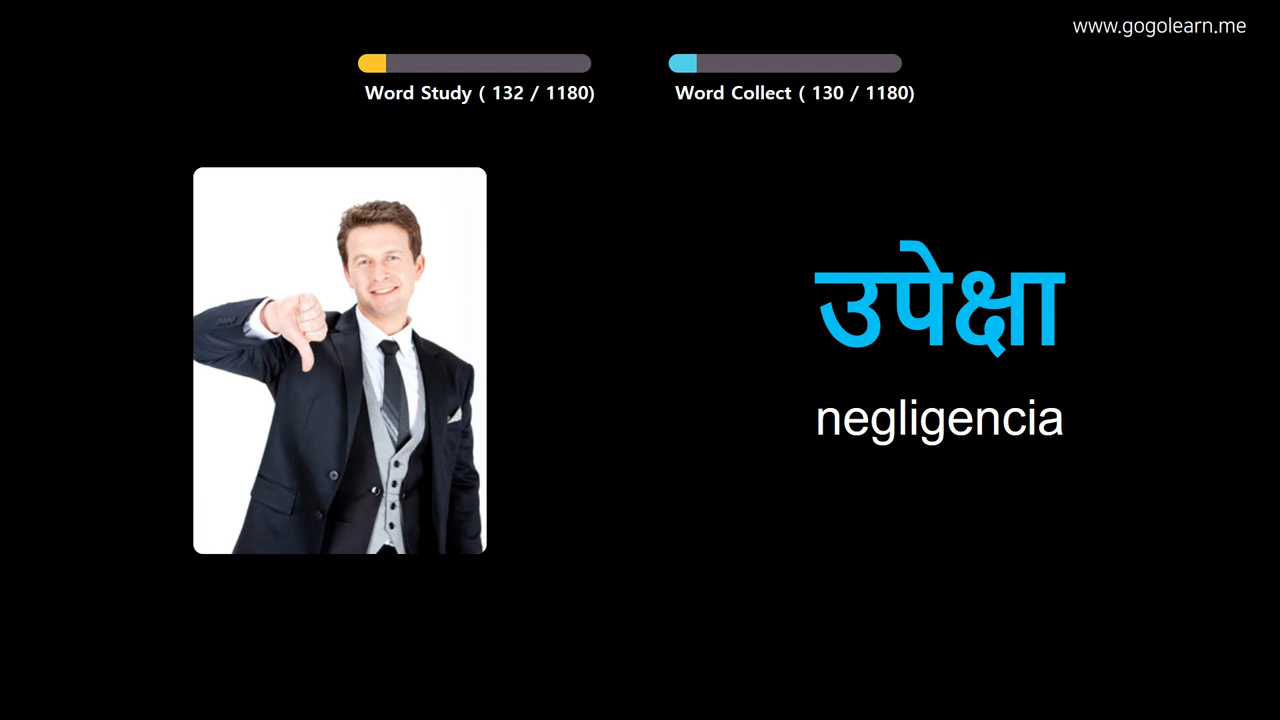 www.gogolearn.me
Word Study ( 132 / 1180)
Word Collect ( 130 / 1180)
उपेक्षा
negligencia